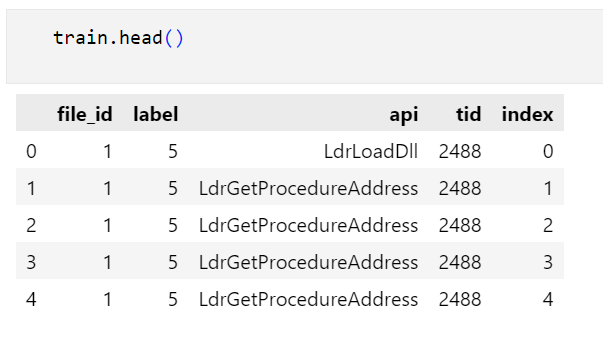 train.head()
file_id label api tid index
0 1 5 LdrLoadDll 2488 0
1 1 5 LdrGetProcedureAddress 2488 1
2 1 5 LdrGetProcedureAddress 2488 2
3 1 5 LdrGetProcedureAddress 2488 3
4 1 5 LdrGetProcedureAddress 2488 4